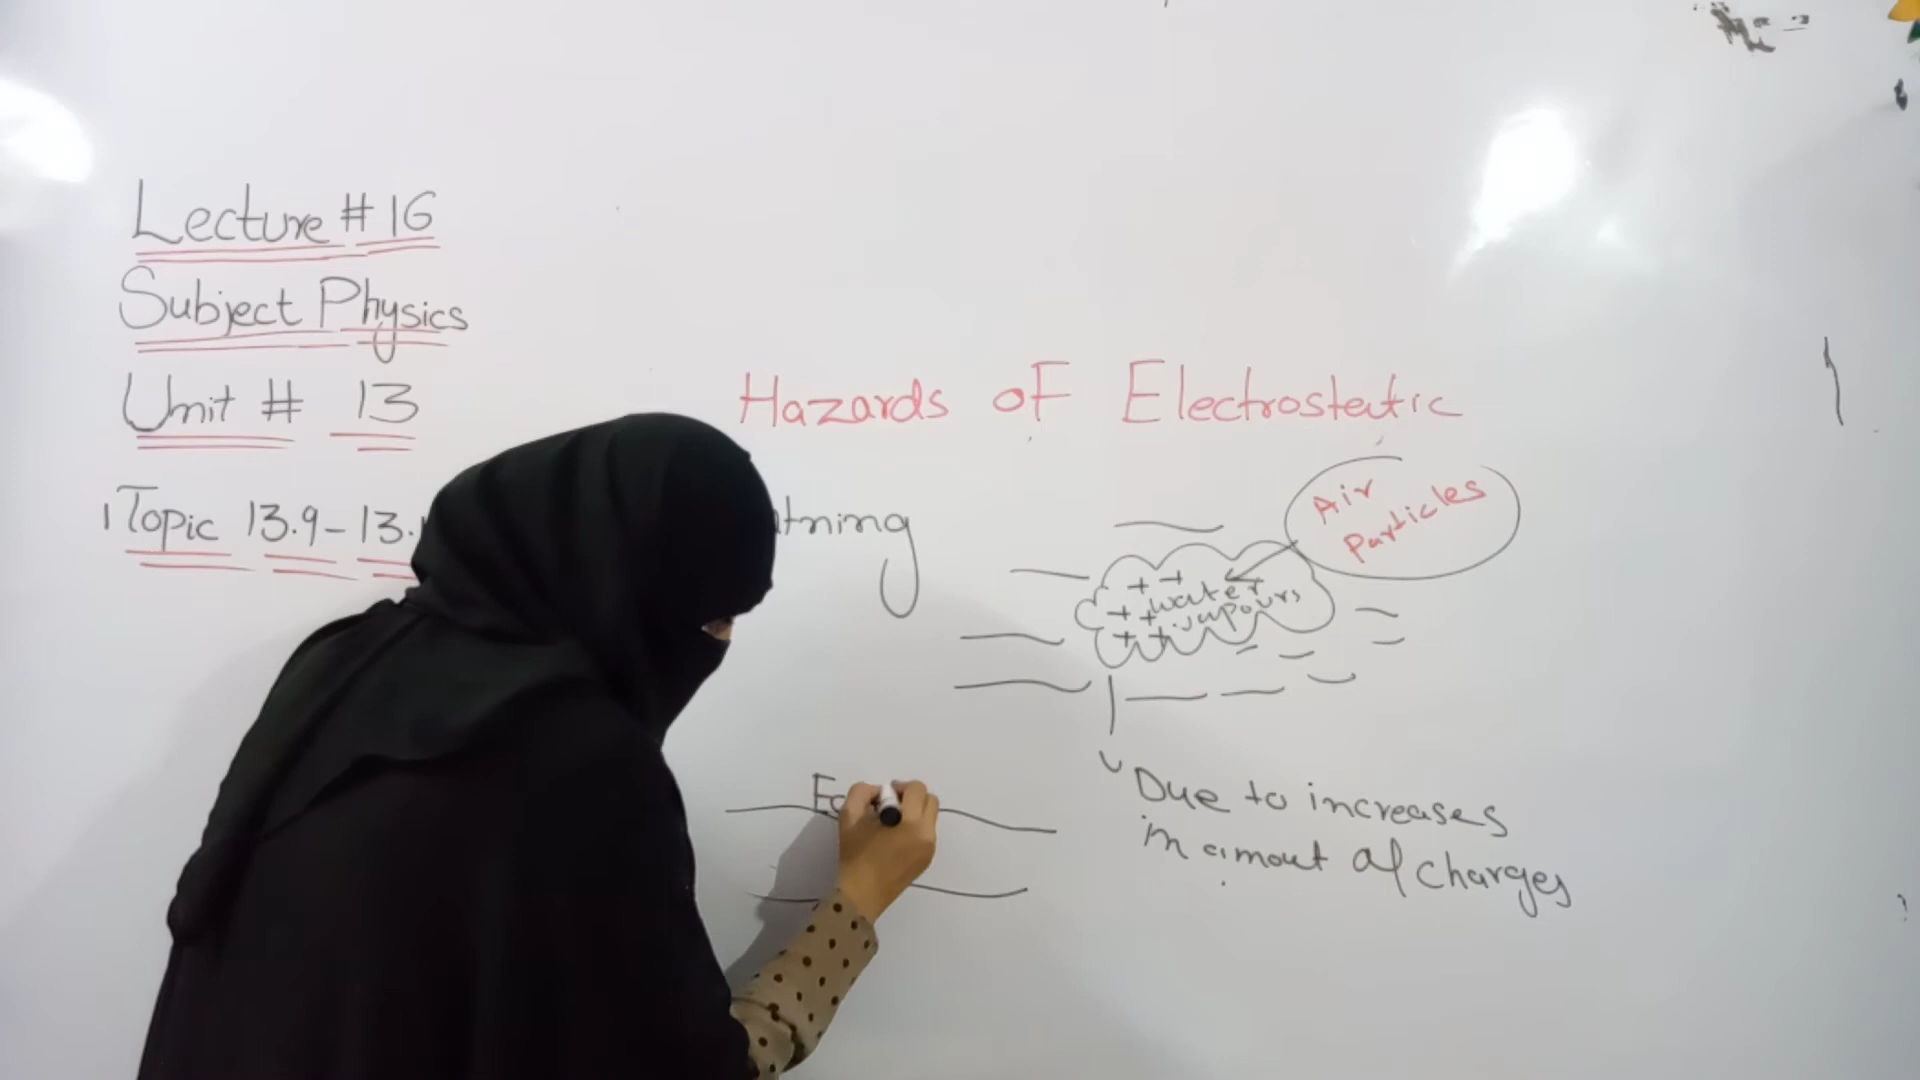 Lecture # 16
Subject Physics
Unit # 13
Topic 13.9-13.
Hazards oF Electrostatic
tning
Air
Particles
++ water
++ vapours
++
Due to increases
in amout of charges